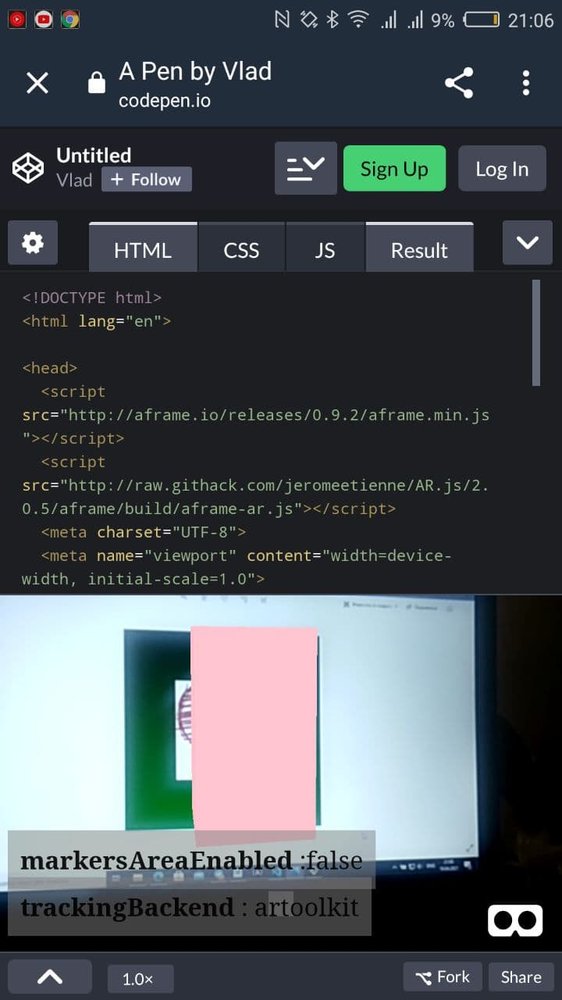 9% 21:06
A Pen by Vlad
codepen.io
Untitled
Vlad + Follow
Sign Up
Log In
HTML CSS JS Result
<!DOCTYPE html>
<html lang="en">
<head>
<script
src="http://aframe.io/releases/0.9.2/aframe.min.js
"></script>
<script
src="http://raw.githack.com/jeromeetienne/AR.js/2.
0.5/aframe/build/aframe-ar.js"></script>
<meta charset="UTF-8">
<meta name="viewport" content="width=device-
width, initial-scale=1.0">
markersAreaEnabled :false
trackingBackend : artoolkit
1.0×
Fork
Share